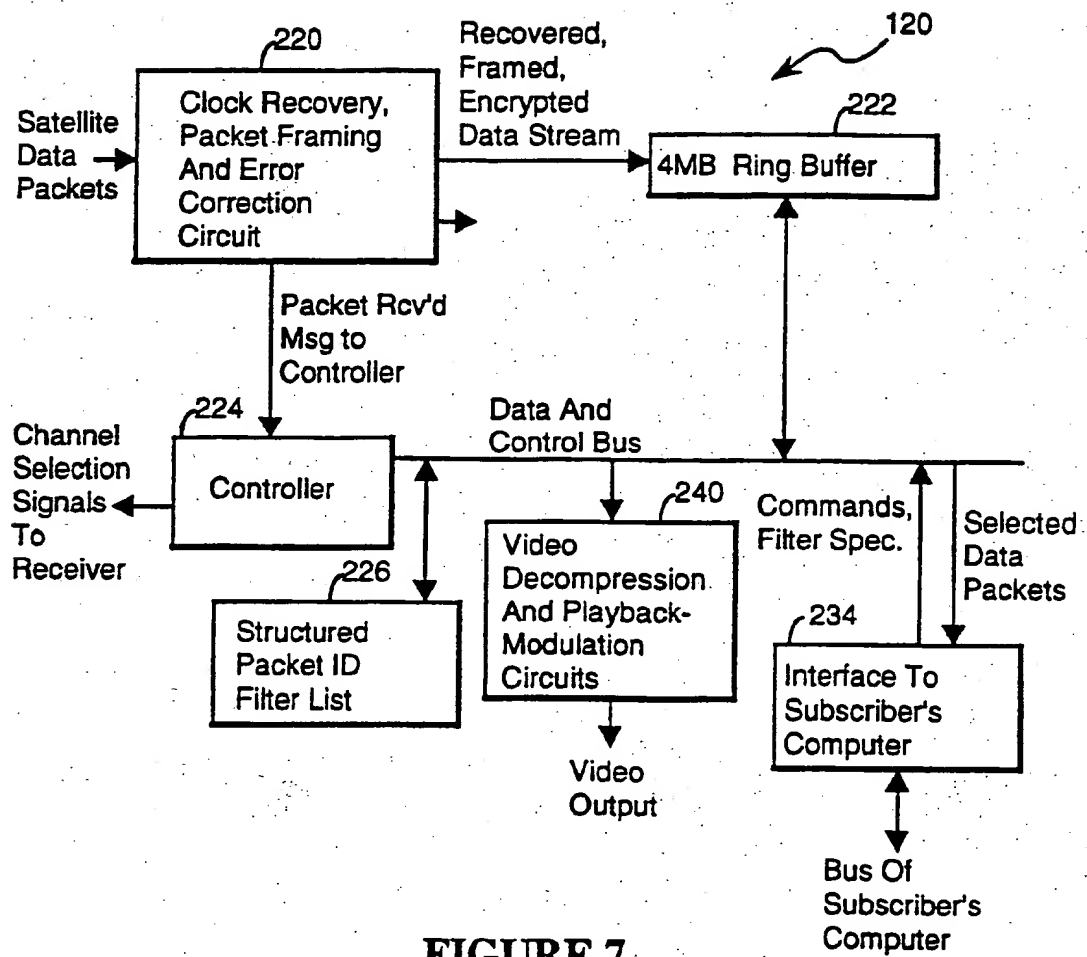 220
Clock Recovery,
Packet Framing
And Error
Correction
Circuit
Satellite
Data
Packets
Recovered,
Framed,
Encrypted
Data Stream
120
222
4MB Ring Buffer
Packet Rcv'd
Msg to
Controller
224
Controller
Channel
Selection
Signals
To
Receiver
Data And
Control Bus
226
Structured
Packet ID
Filter List
240
Video
Decompression
And Playback-
Modulation
Circuits
Video
Output
Commands,
Filter Spec.
Selected
Data
Packets
234
Interface To
Subscriber's
Computer
Bus Of
Subscriber's
Computer
FIGURE 7